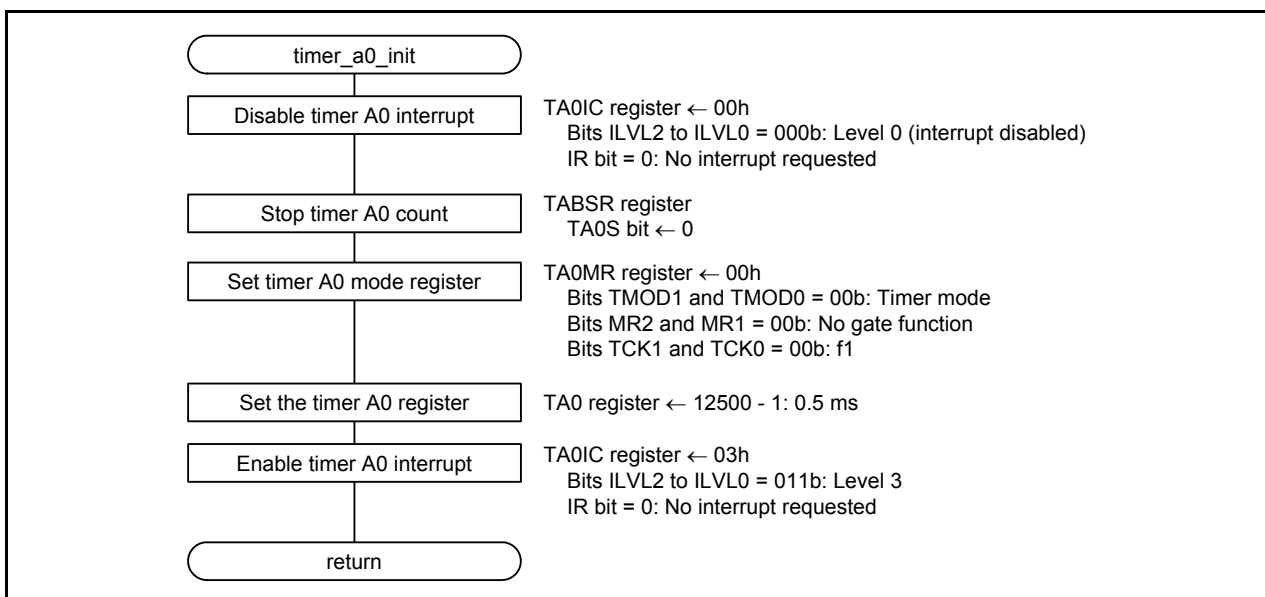 timer_a0_init
Disable timer A0 interrupt
TA0IC register ← 00h
Bits ILVL2 to ILVL0 = 000b: Level 0 (interrupt disabled)
IR bit = 0: No interrupt requested
Stop timer A0 count
TABSR register
TA0S bit ← 0
Set timer A0 mode register
TA0MR register ← 00h
Bits TMOD1 and TMOD0 = 00b: Timer mode
Bits MR2 and MR1 = 00b: No gate function
Bits TCK1 and TCK0 = 00b: f1
Set the timer A0 register
TA0 register ← 12500 - 1: 0.5 ms
Enable timer A0 interrupt
TA0IC register ← 03h
Bits ILVL2 to ILVL0 = 011b: Level 3
IR bit = 0: No interrupt requested
return